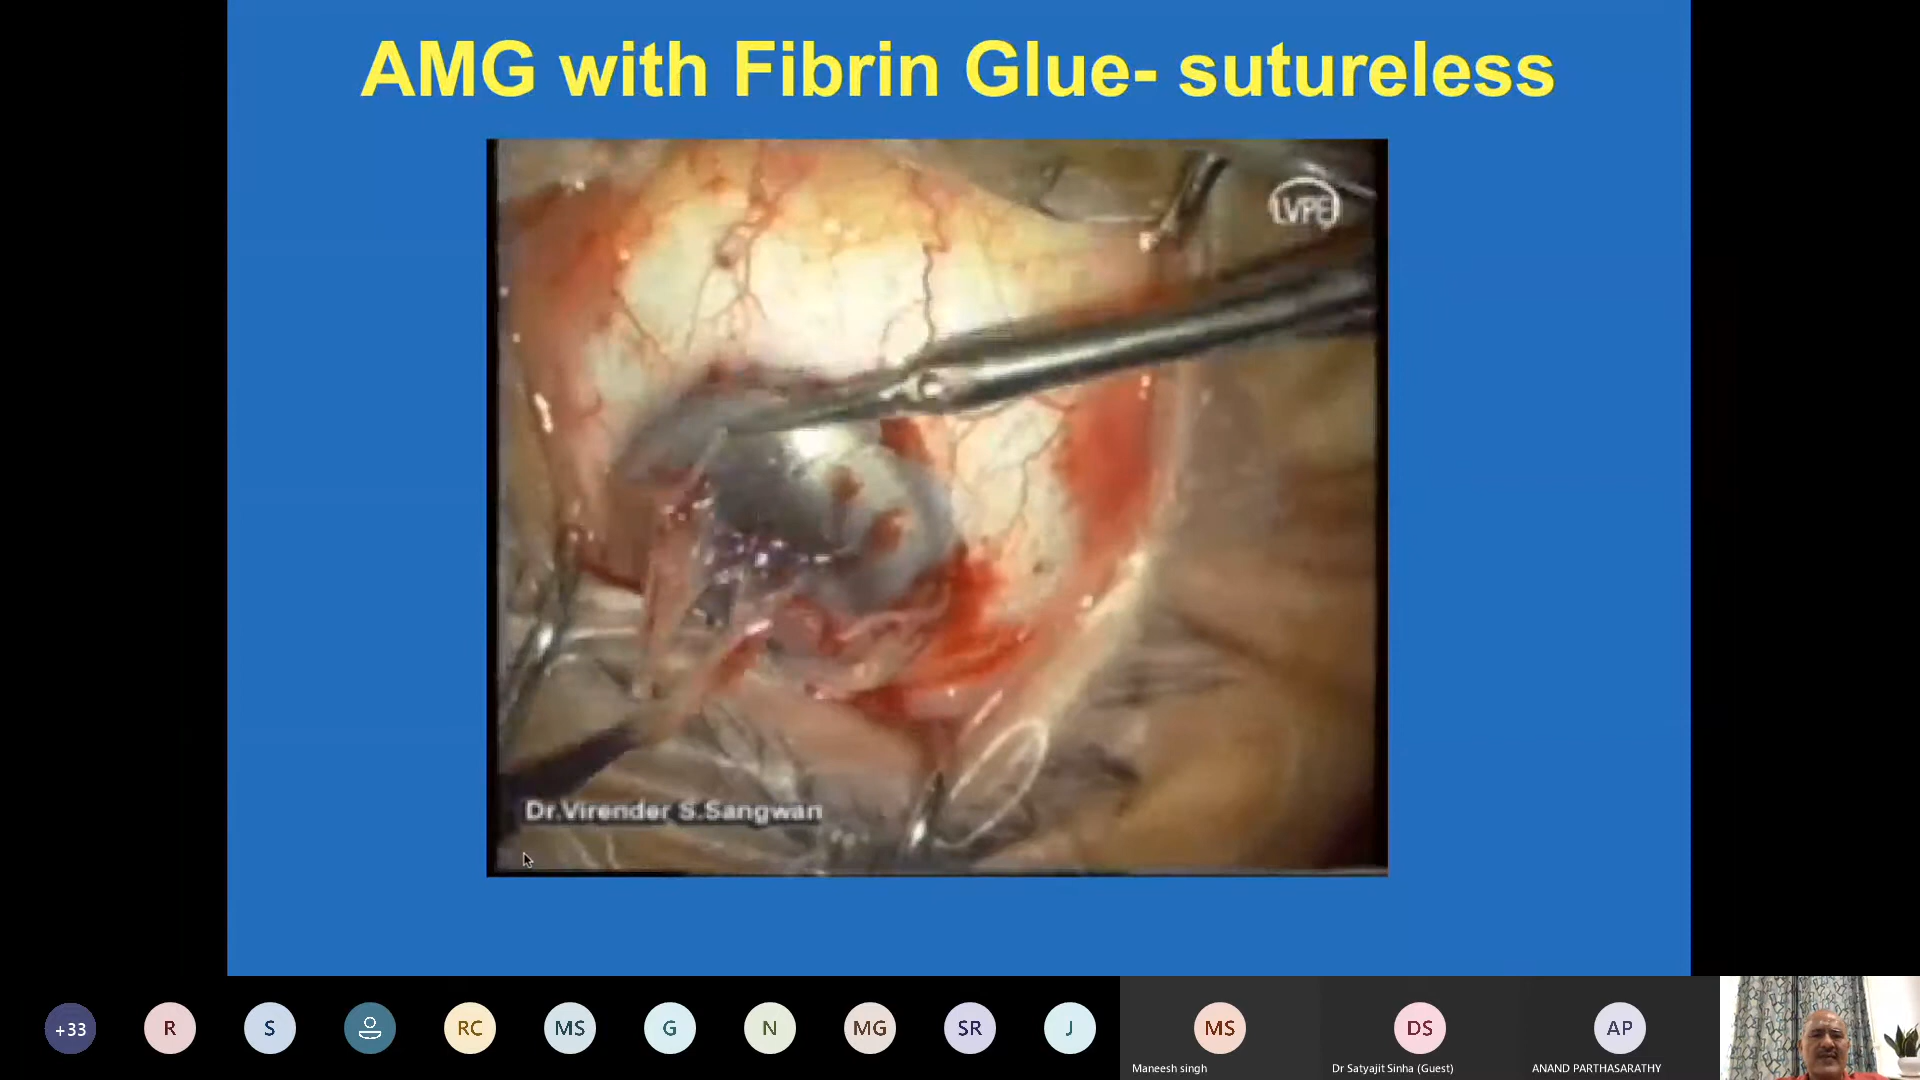 AMG with Fibrin Glue- sutureless
LVPEI
Dr.Virender S.Sangwan
+33
R
S
RC
MS
G
N
MG
SR
J
MS
DS
AP
Maneesh singh
Dr Satyajit Sinha (Guest)
ANAND PARTHASARATHY